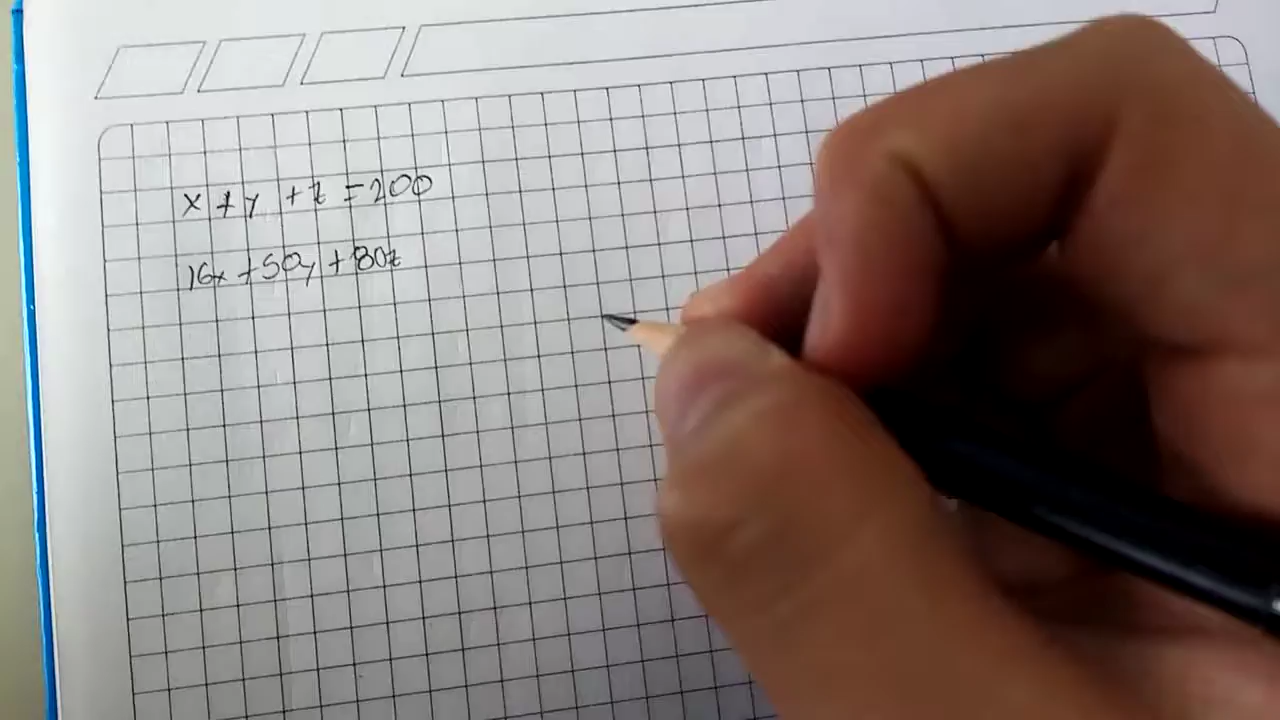 x + y + z = 200
16x + 50y + 80z